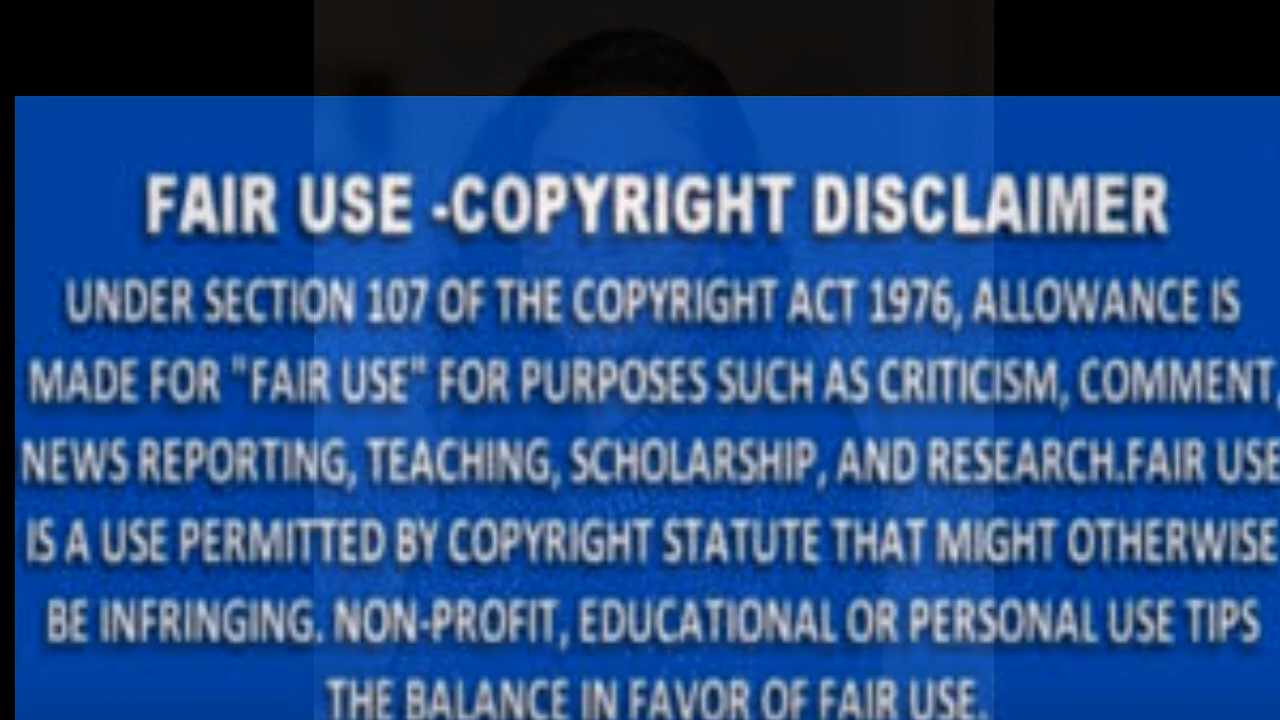 FAIR USE -COPYRIGHT DISCLAIMER
UNDER SECTION 107 OF THE COPYRIGHT ACT 1976, ALLOWANCE IS
MADE FOR "FAIR USE" FOR PURPOSES SUCH AS CRITICISM, COMMENT,
NEWS REPORTING, TEACHING, SCHOLARSHIP, AND RESEARCH.FAIR USE
IS A USE PERMITTED BY COPYRIGHT STATUTE THAT MIGHT OTHERWISE
BE INFRINGING. NON-PROFIT, EDUCATIONAL OR PERSONAL USE TIPS
THE BALANCE IN FAVOR OF FAIR USE.